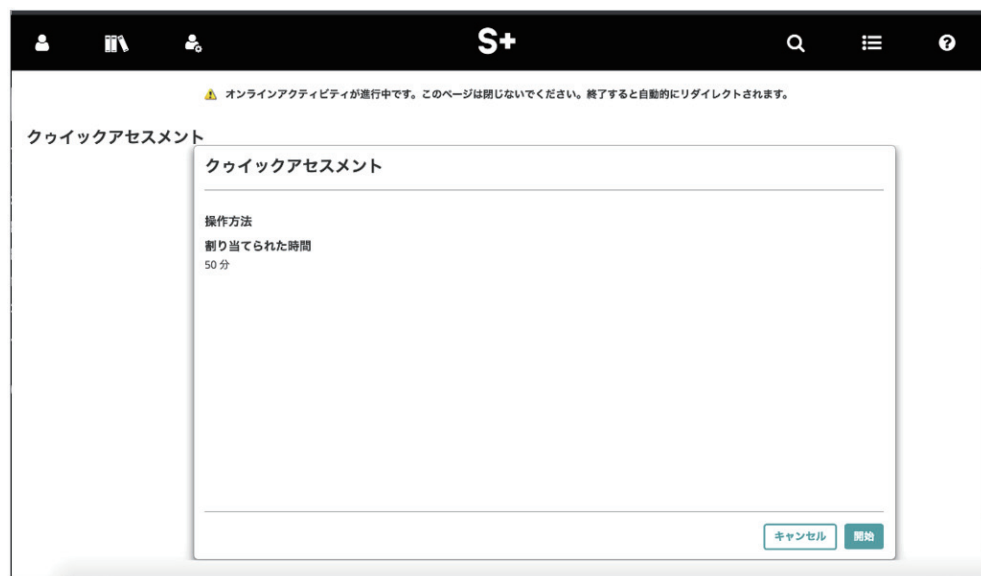 S+
オンラインアクティビティが進行中です。このページは閉じないでください。終了すると自動的にリダイレクトされます。
クゥイックアセスメント
クゥイックアセスメント
操作方法
割り当てられた時間
50 分
キャンセル 開始